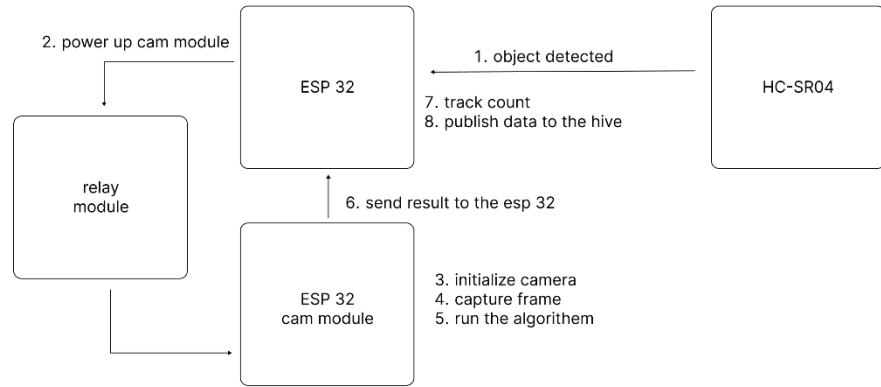 2. power up cam module
1. object detected
ESP 32
HC-SR04
7. track count
8. publish data to the hive
relay
module
6. send result to the esp 32
3. initialize camera
4. capture frame
5. run the algorithem
ESP 32
cam module